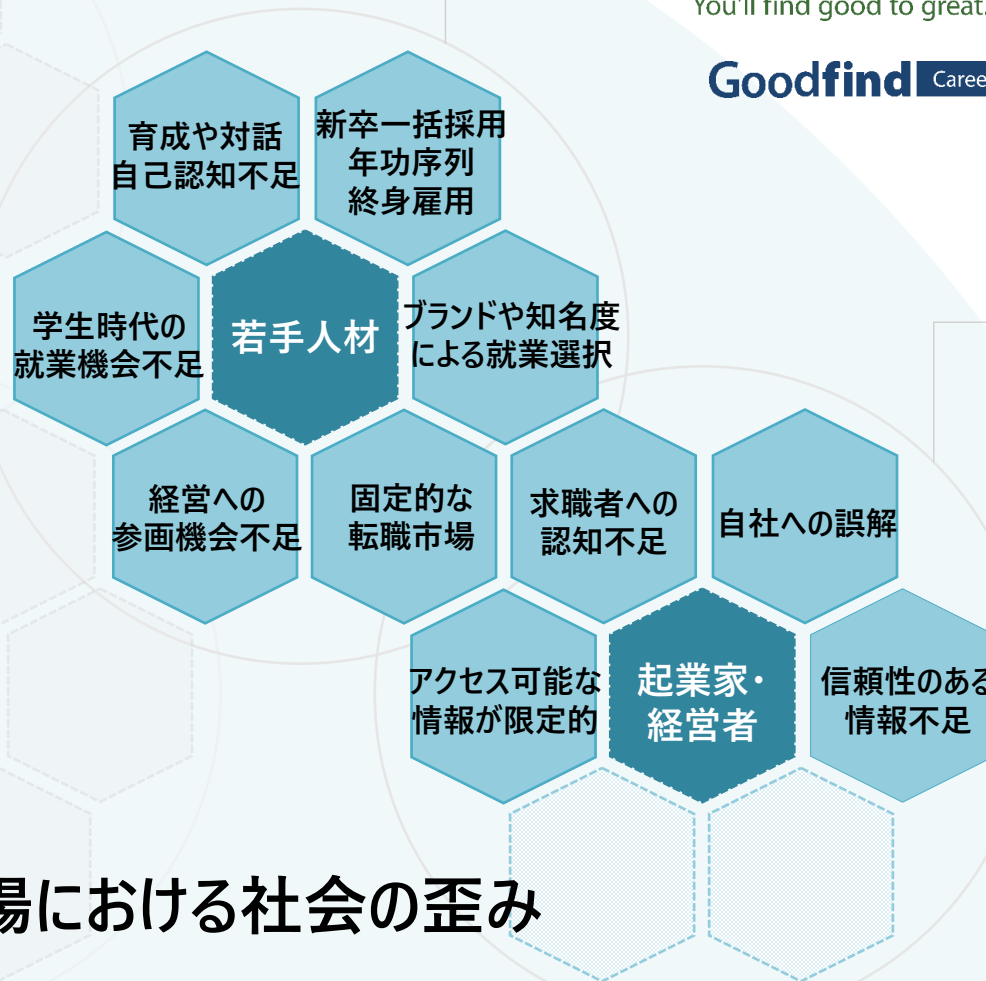 You'll find good to great.
Goodfind Caree
育成や対話
自己認知不足
新卒一括採用
年功序列
終身雇用
学生時代の
就業機会不足
若手人材
ブランドや知名度
による就業選択
経営への
参画機会不足
固定的な
転職市場
求職者への
認知不足
自社への誤解
アクセス可能な
情報が限定的
起業家・
経営者
信頼性のある
情報不足
場における社会の歪み